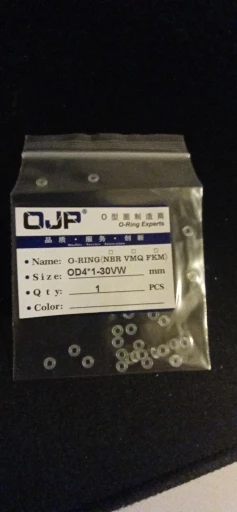 OJP®
O型圈制造商
O-Ring Experts
品质·服务·创新
• Name: O-RING(NBR VMQ FKM)
• Size: OD4*1-30VW mm
• Qty: 1 PCS
• Color: